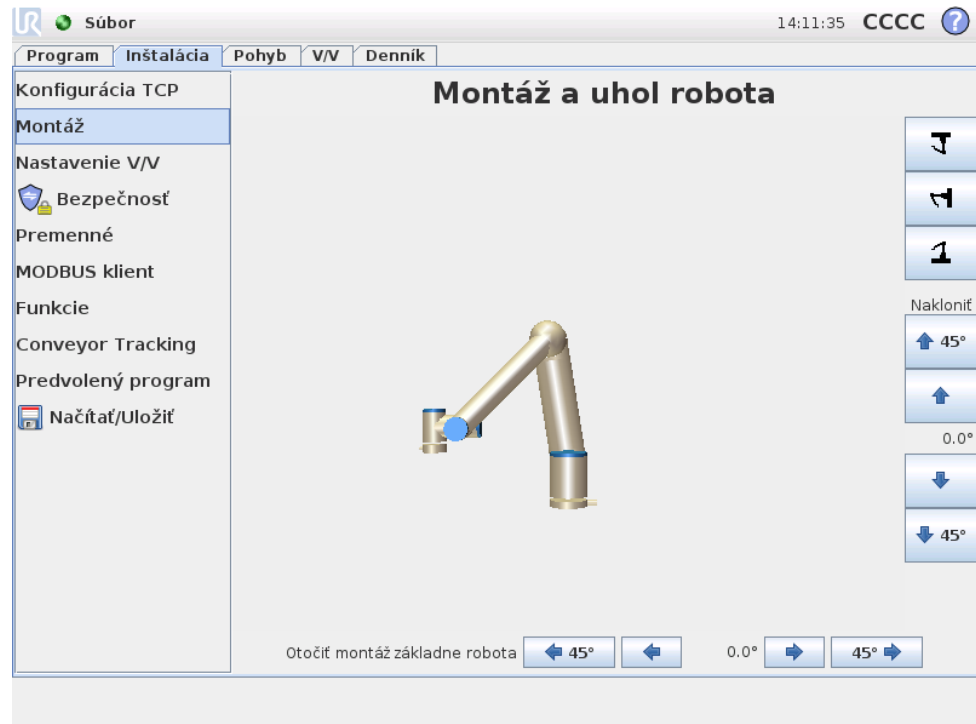 UR Súbor 14:11:35 CCCC ?
Program Inštalácia Pohyb V/V Denník
Konfigurácia TCP
Montáž
Nastavenie V/V
Bezpečnosť
Premenné
MODBUS klient
Funkcie
Conveyor Tracking
Predvolený program
Načítať/Uložiť
Montáž a uhol robota
Nakloniť
45°
0.0°
45°
Otočiť montáž základne robota 45° 0.0° 45°